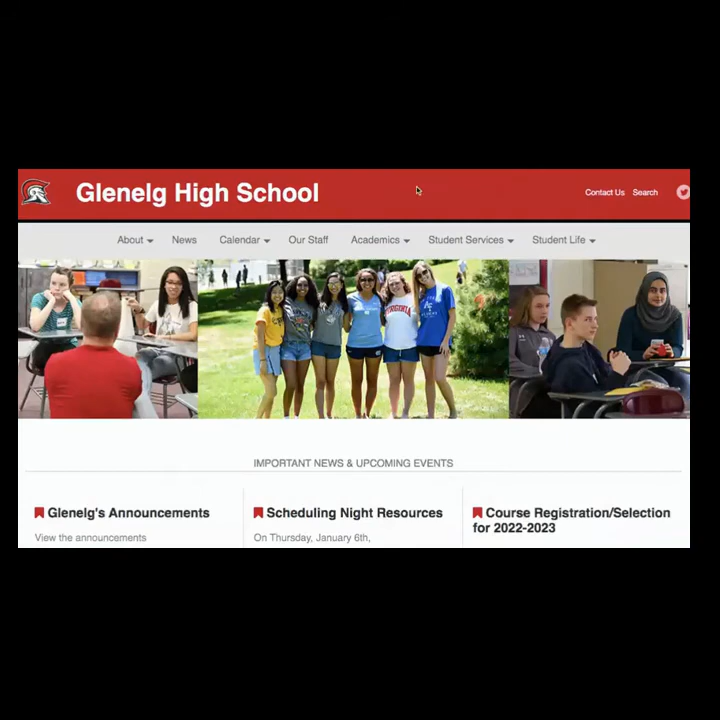 Glenelg High School
Contact Us Search
About News Calendar Our Staff Academics Student Services Student Life
VIRGINIA
IMPORTANT NEWS & UPCOMING EVENTS
Glenelg's Announcements
View the announcements
Scheduling Night Resources
On Thursday, January 6th,
Course Registration/Selection
for 2022-2023